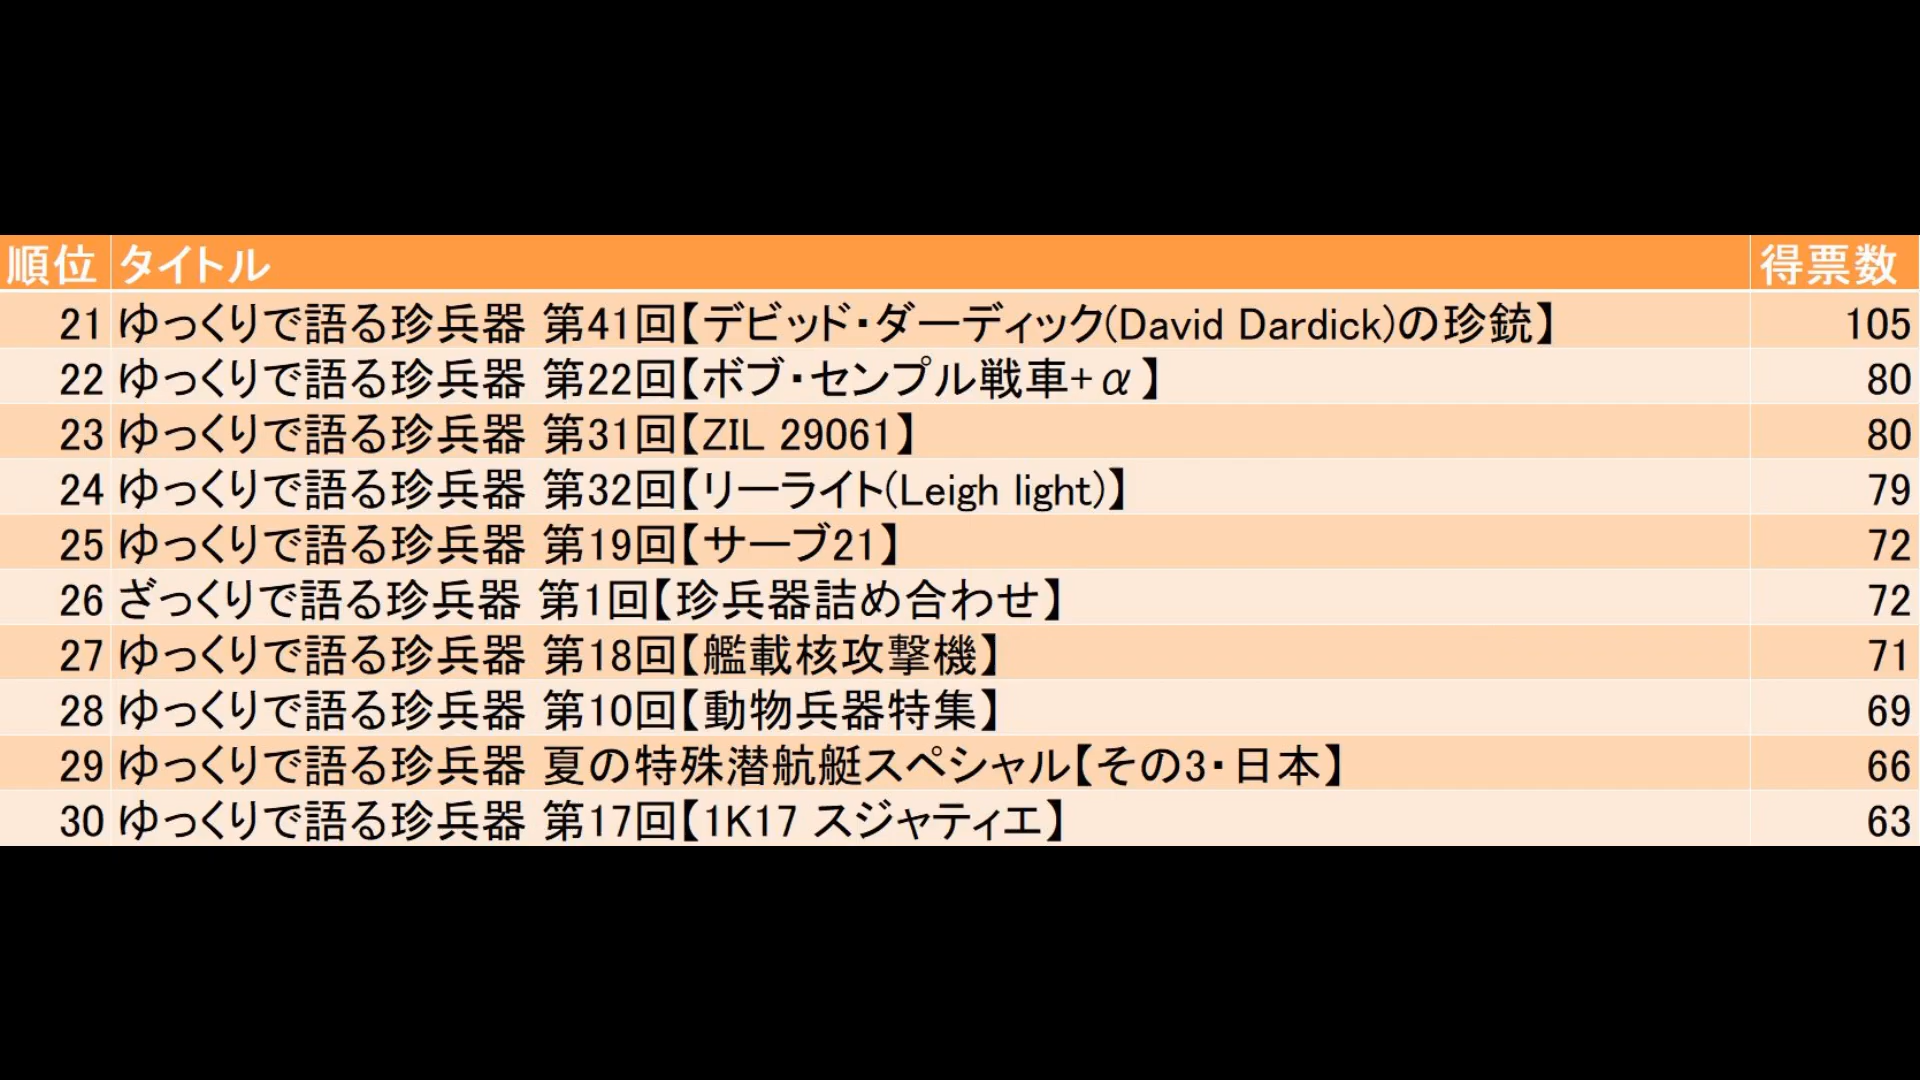 順位 タイトル 得票数
21 ゆっくりで語る珍兵器 第41回【デビッド・ダーディック(David Dardick)の珍銃】 105
22 ゆっくりで語る珍兵器 第22回【ボブ・センプル戦車+α】 80
23 ゆっくりで語る珍兵器 第31回【ZIL 29061】 80
24 ゆっくりで語る珍兵器 第32回【リーライト(Leigh light)】 79
25 ゆっくりで語る珍兵器 第19回【サーブ21】 72
26 ざっくりで語る珍兵器 第1回【珍兵器詰め合わせ】 72
27 ゆっくりで語る珍兵器 第18回【艦載核攻撃機】 71
28 ゆっくりで語る珍兵器 第10回【動物兵器特集】 69
29 ゆっくりで語る珍兵器 夏の特殊潜航艇スペシャル【その3・日本】 66
30 ゆっくりで語る珍兵器 第17回【1K17 スジャティエ】 63